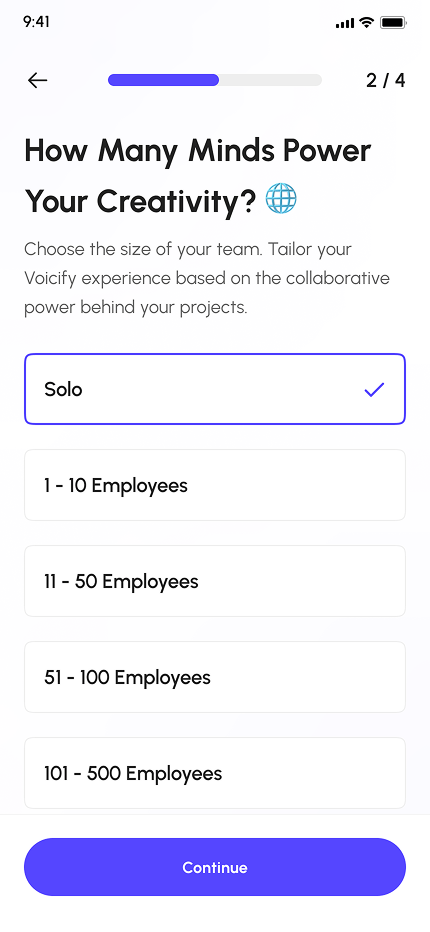 9:41
2 / 4
How Many Minds Power
Your Creativity? 🌐
Choose the size of your team. Tailor your
Voicify experience based on the collaborative
power behind your projects.
Solo
1 - 10 Employees
11 - 50 Employees
51 - 100 Employees
101 - 500 Employees
Continue